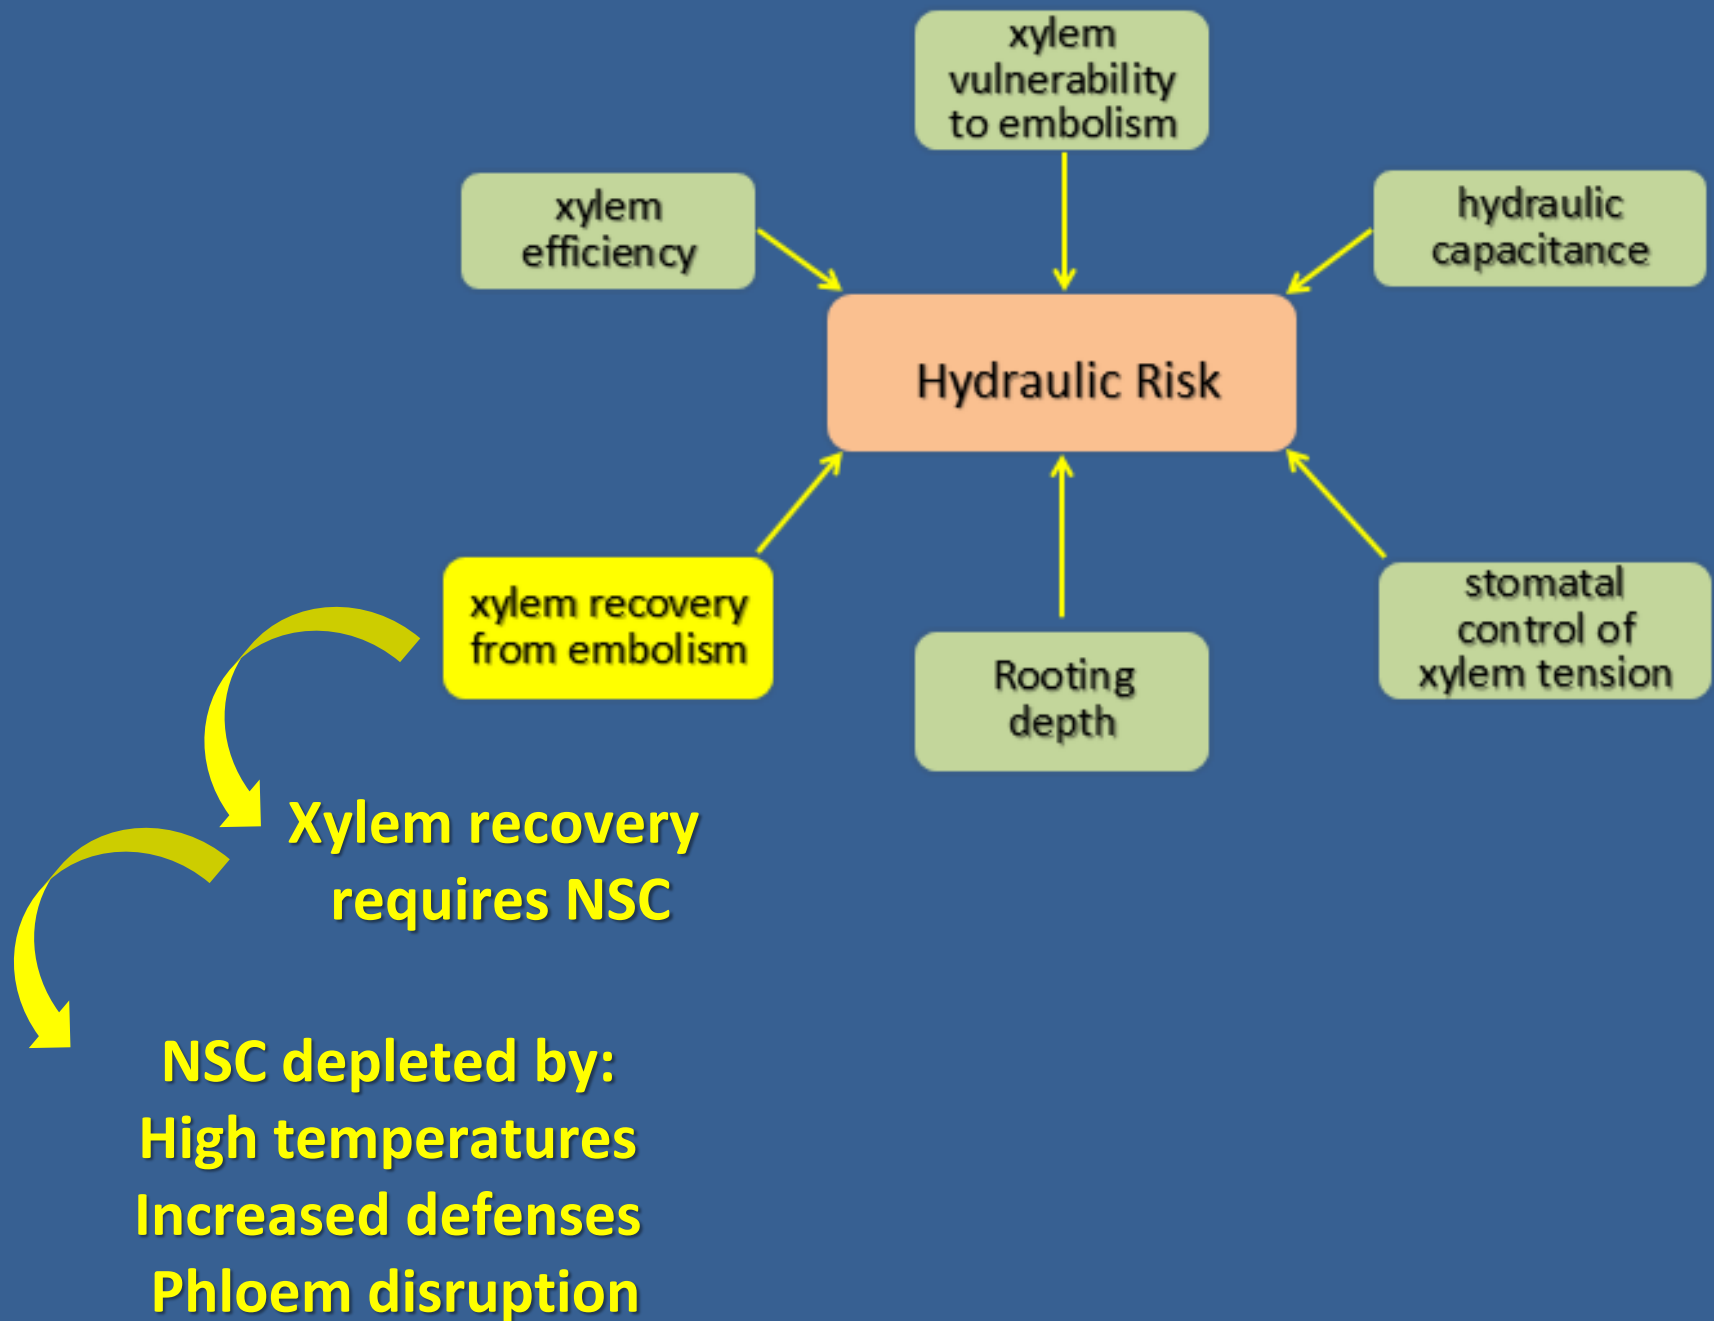 xylem
vulnerability
to embolism
xylem
efficiency
hydraulic
capacitance
Hydraulic Risk
xylem recovery
from embolism
Rooting
depth
stomatal
control of
xylem tension
Xylem recovery
requires NSC
NSC depleted by:
High temperatures
Increased defenses
Phloem disruption